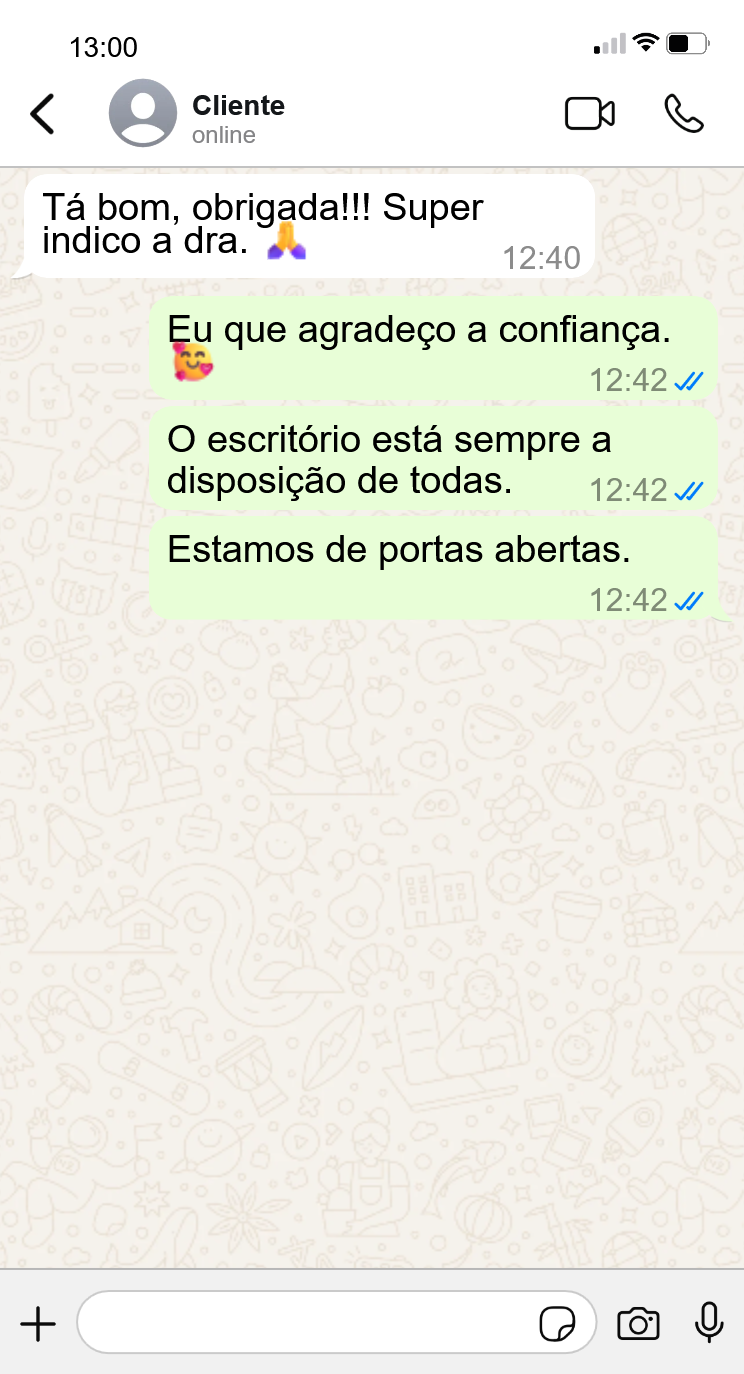 13:00
Cliente
online
Tá bom, obrigada!!! Super
indico a dra. 🙏
12:40
Eu que agradeço a confiança.
🥰
12:42
O escritório está sempre a
disposição de todas.
12:42
Estamos de portas abertas.
12:42